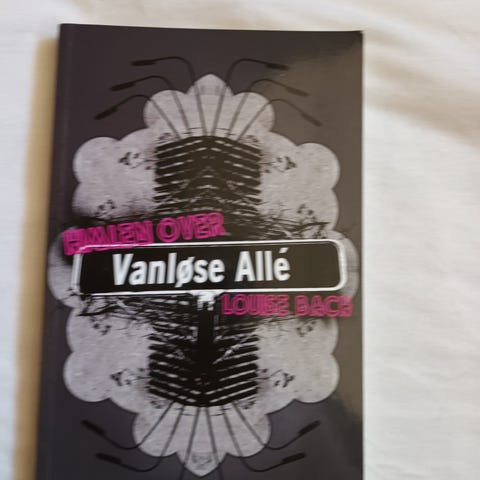 HIMLEN OVER
Vanløse Allé
LOUISE BACH